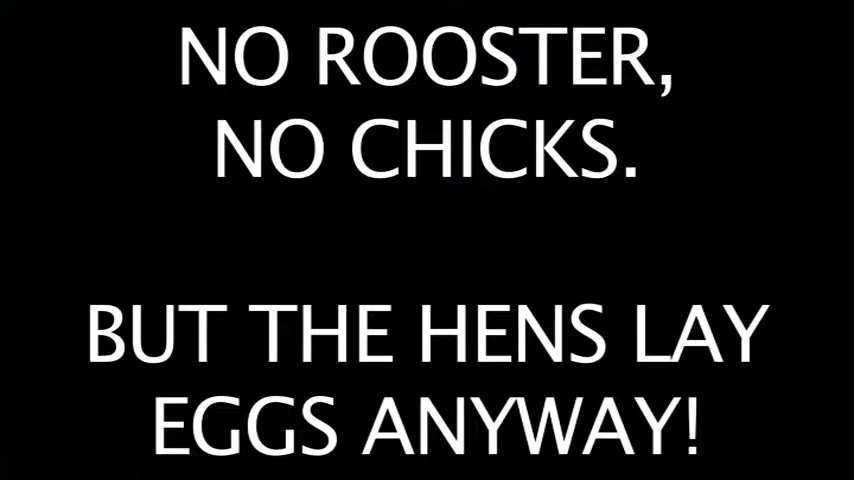 NO ROOSTER,
NO CHICKS.
BUT THE HENS LAY
EGGS ANYWAY!